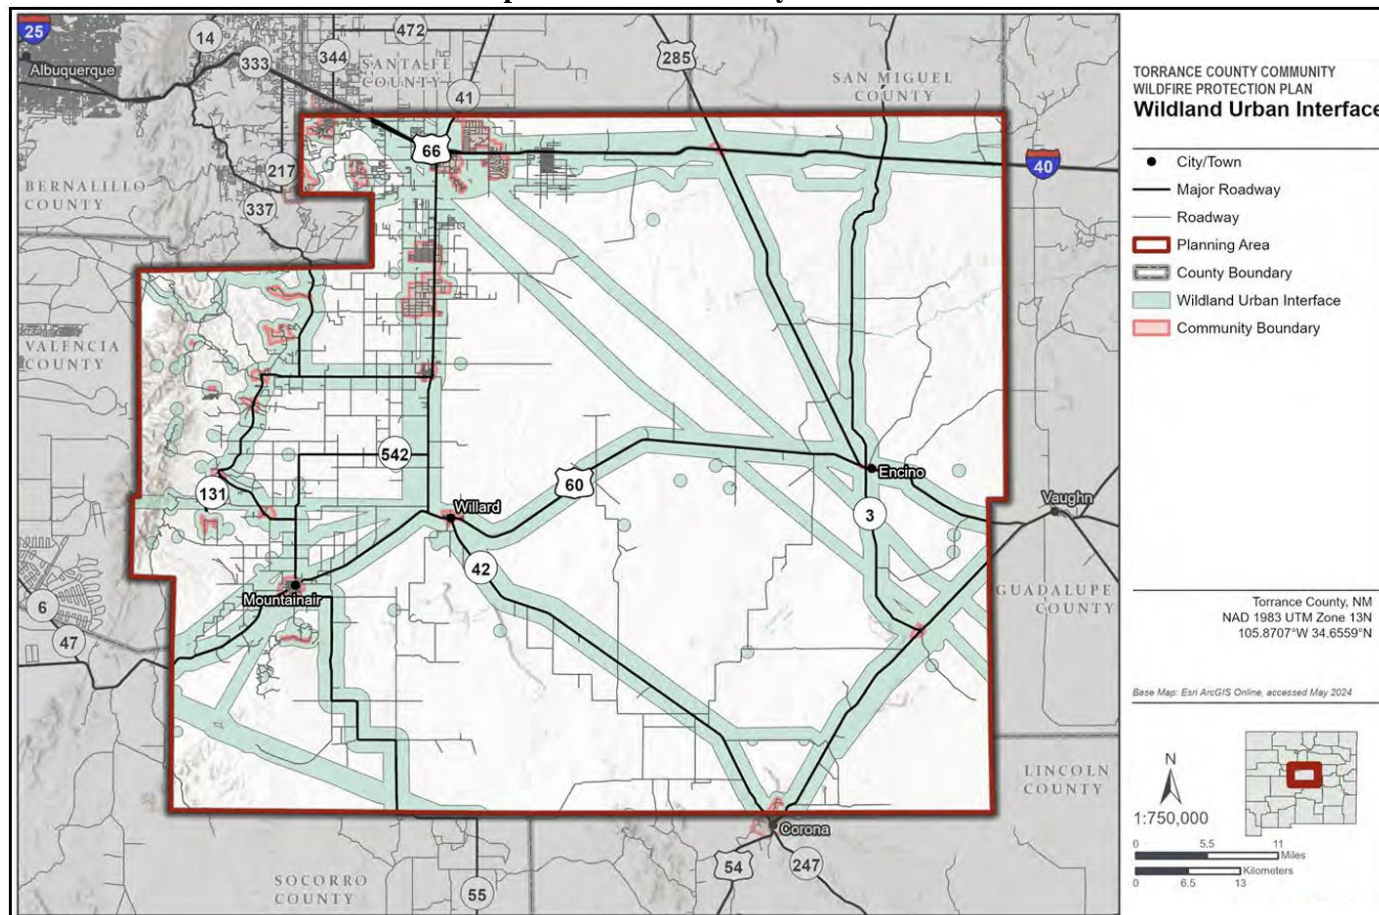 25
14
472
344
333
285
Albuquerque
SANTA FE
COUNTY
SAN MIGUEL
COUNTY
41
66
40
217
BERNALILLO
COUNTY
337
VALENCIA
COUNTY
542
131
60
Encino
Willard
Vaughn
3
42
Mountainair
6
47
GUADALUPE
COUNTY
LINCOLN
COUNTY
Corona
54
247
SOCORRO
COUNTY
55
TORRANCE COUNTY COMMUNITY
WILDFIRE PROTECTION PLAN
Wildland Urban Interface
City/Town
Major Roadway
Roadway
Planning Area
County Boundary
Wildland Urban Interface
Community Boundary
Torrance County, NM
NAD 1983 UTM Zone 13N
105.8707°W 34.6559°N
Base Map: Esri ArcGIS Online, accessed May 2024
N
1:750,000
0 5.5 11
Miles
Kilometers
0 6.5 13